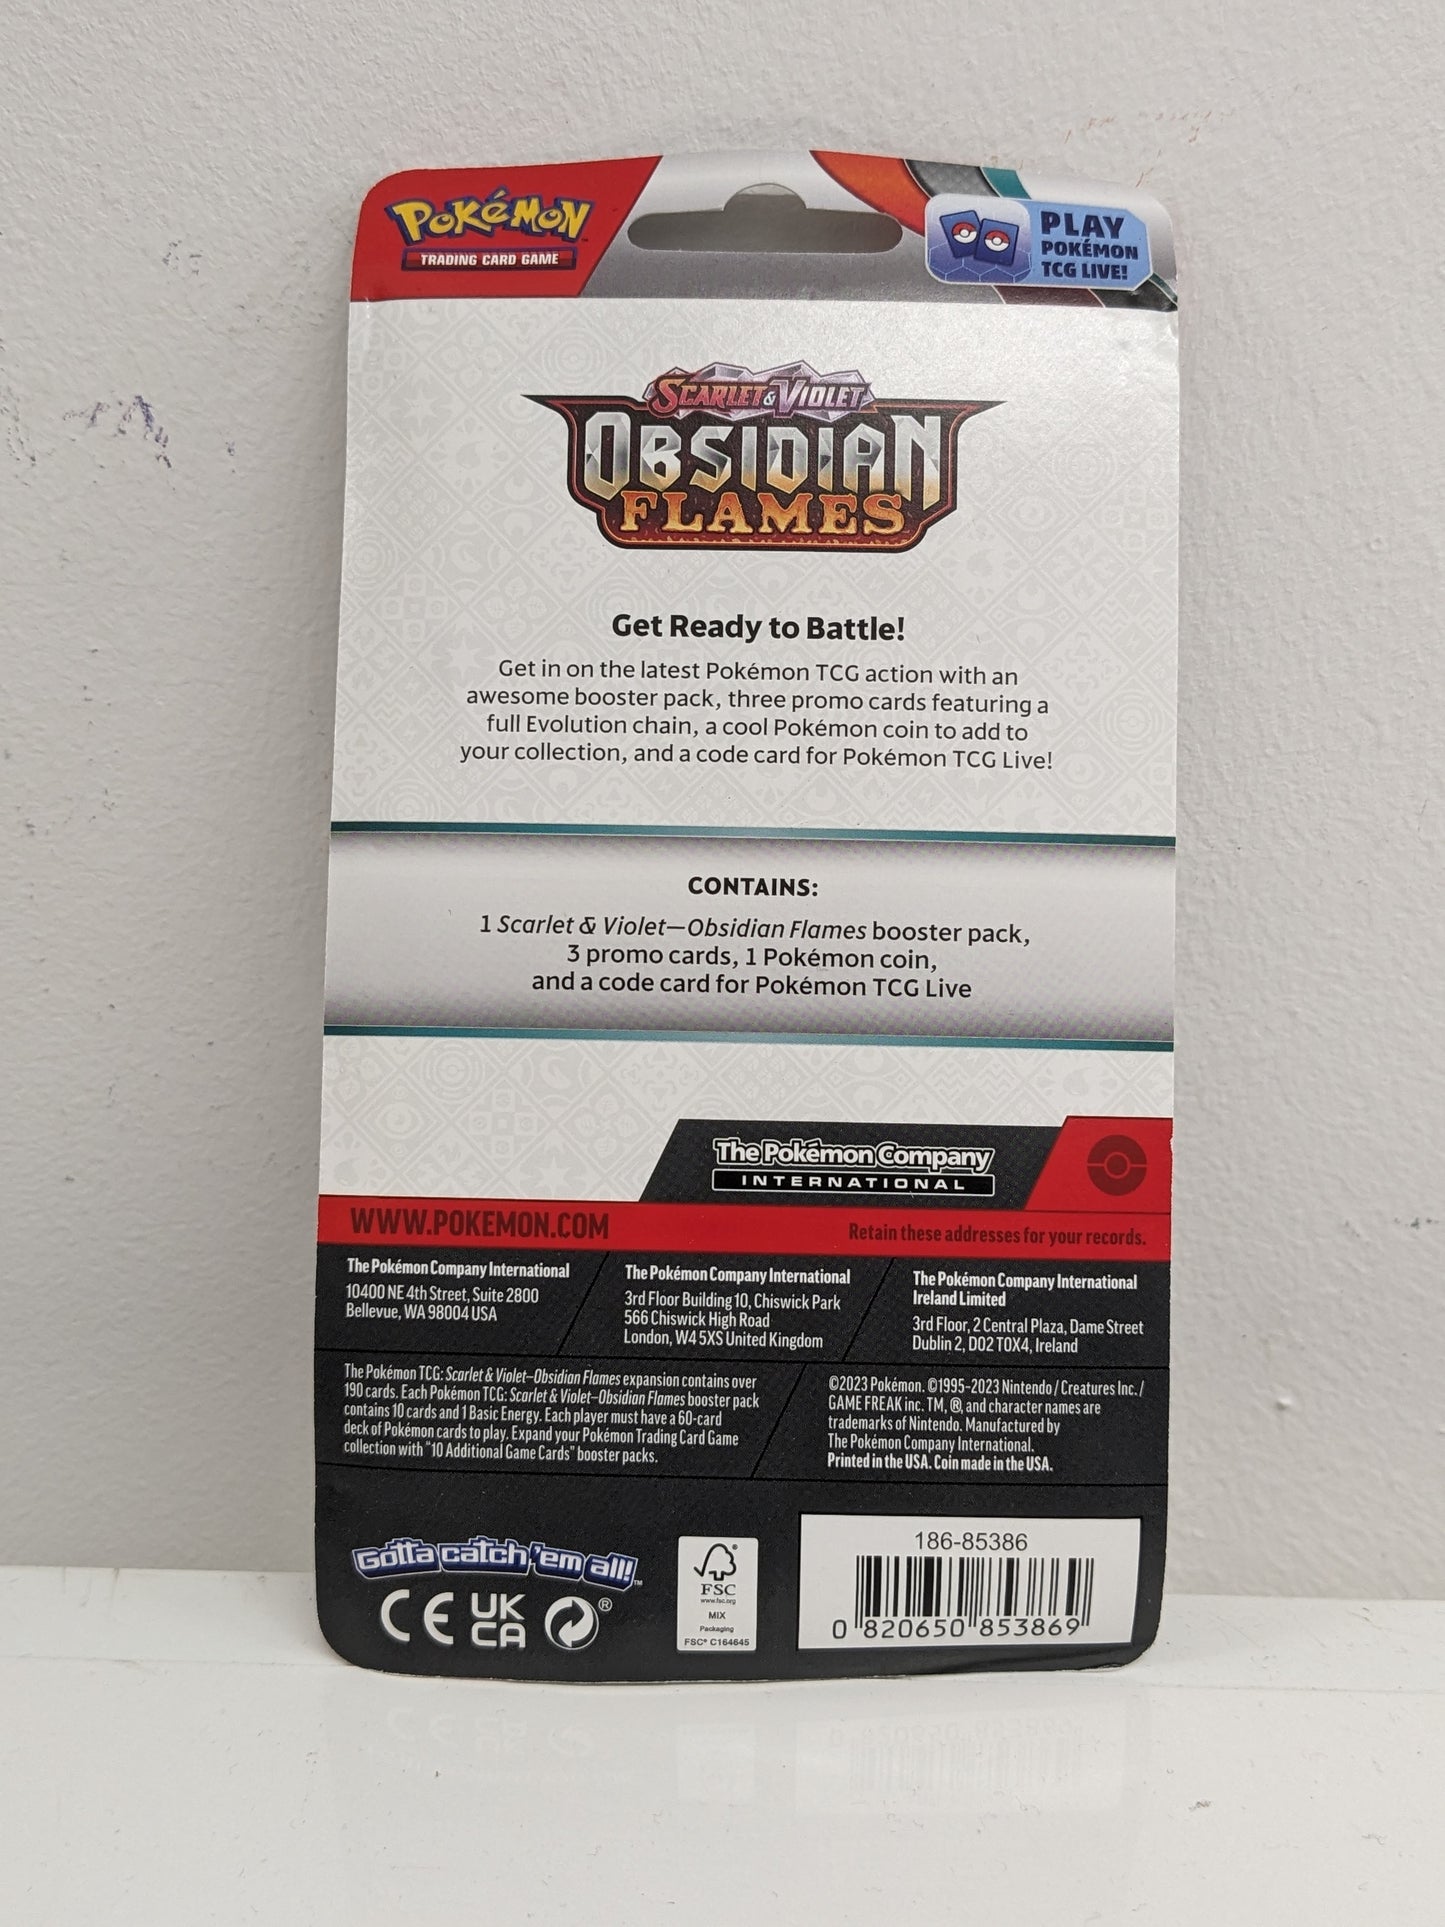 POKéMON
TRADING CARD GAME
PLAY
POKÉMON
TCG LIVE!
SCARLET & VIOLET
OBSIDIAN
FLAMES
Get Ready to Battle!
Get in on the latest Pokémon TCG action with an
awesome booster pack, three promo cards featuring a
full Evolution chain, a cool Pokémon coin to add to
your collection, and a code card for Pokémon TCG Live!
CONTAINS:
1 Scarlet & Violet—Obsidian Flames booster pack,
3 promo cards, 1 Pokémon coin,
and a code card for Pokémon TCG Live
The Pokémon Company
INTERNATIONAL
WWW.POKEMON.COM
Retain these addresses for your records.
The Pokémon Company International
10400 NE 4th Street, Suite 2800
Bellevue, WA 98004 USA
The Pokémon Company International
3rd Floor Building 10, Chiswick Park
566 Chiswick High Road
London, W4 5XS United Kingdom
The Pokémon Company International
Ireland Limited
3rd Floor, 2 Central Plaza, Dame Street
Dublin 2, D02 T0X4, Ireland
The Pokémon TCG: Scarlet & Violet–Obsidian Flames expansion contains over
190 cards. Each Pokémon TCG: Scarlet & Violet–Obsidian Flames booster pack
contains 10 cards and 1 Basic Energy. Each player must have a 60-card
deck of Pokémon cards to play. Expand your Pokémon Trading Card Game
collection with "10 Additional Game Cards" booster packs.
©2023 Pokémon. ©1995–2023 Nintendo / Creatures Inc. /
GAME FREAK inc. TM, ®, and character names are
trademarks of Nintendo. Manufactured by
The Pokémon Company International.
Printed in the USA. Coin made in the USA.
Gotta catch 'em all!™
CE
UK
CA
®
FSC®
www.fsc.org
MIX
Packaging
FSC® C164645
186-85386
0 820650 853869